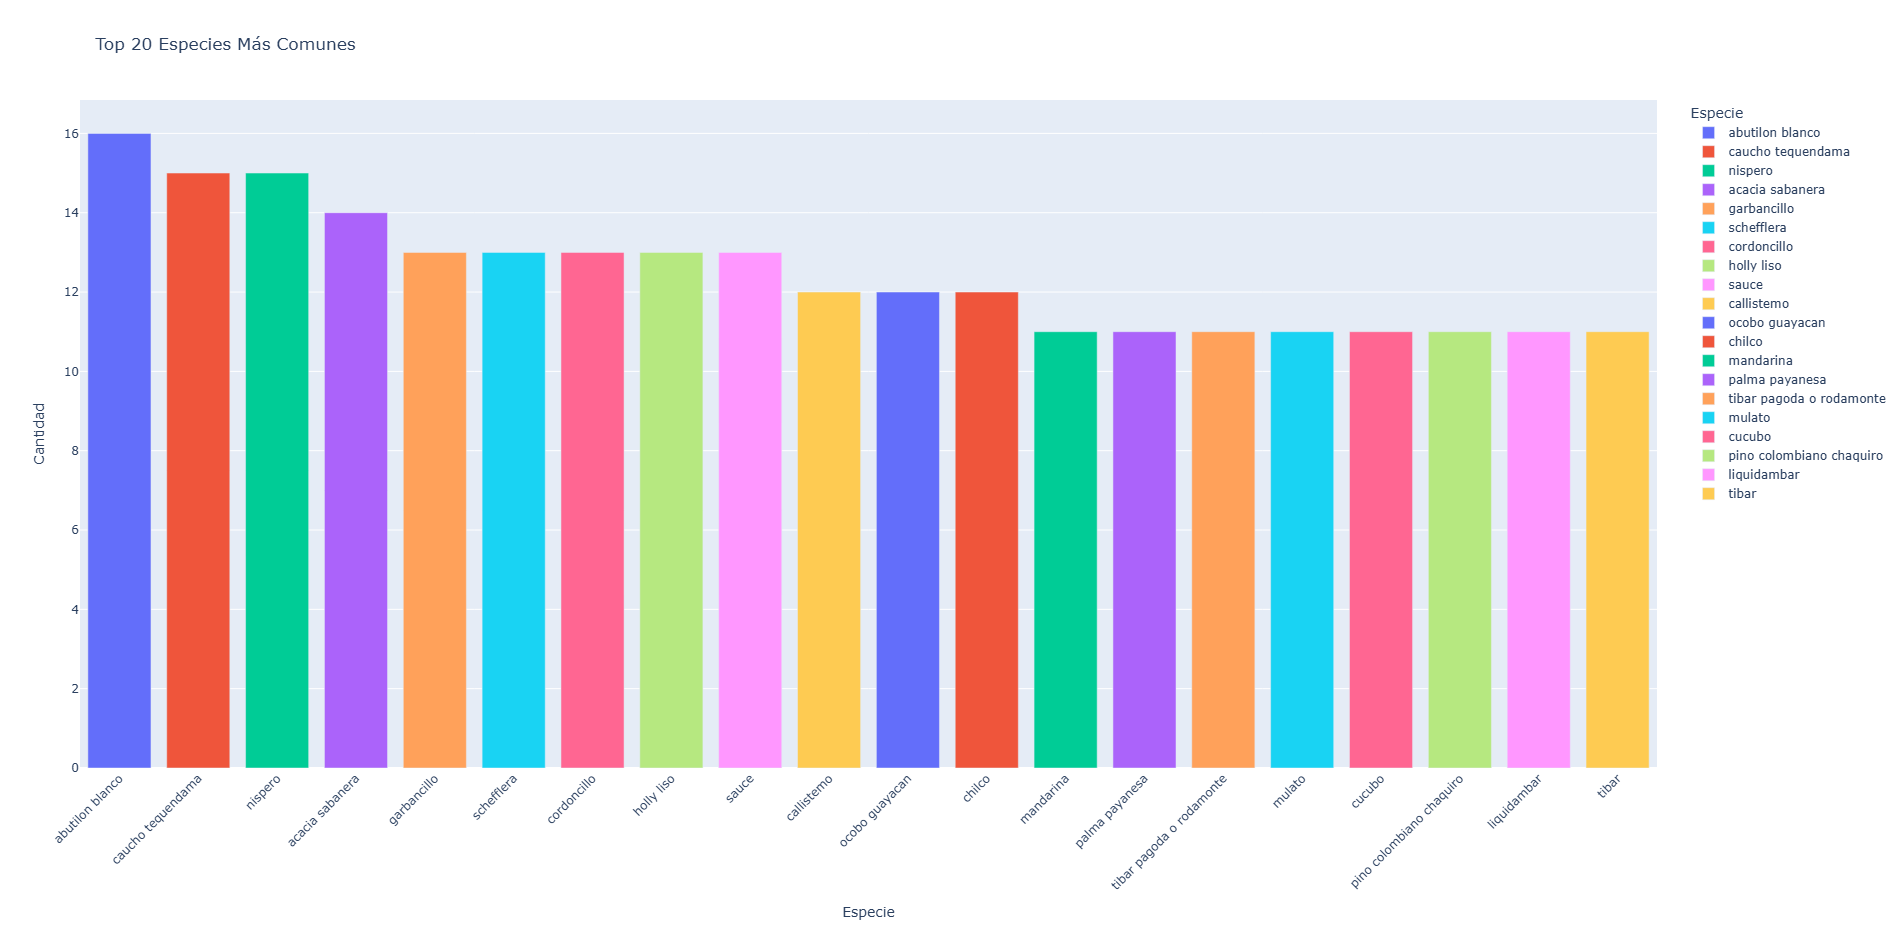 Top 20 Especies Más Comunes
Cantidad
16
14
12
10
8
6
4
2
0
abutilon blanco
caucho tequendama
nispero
acacia sabanera
garbancillo
schefflera
cordoncillo
holly liso
sauce
callistemo
ocobo guayacan
chilco
mandarina
palma payanesa
tibar pagoda o rodamonte
mulato
cucubo
pino colombiano chaquiro
liquidambar
tibar
Especie
Especie
abutilon blanco
caucho tequendama
nispero
acacia sabanera
garbancillo
schefflera
cordoncillo
holly liso
sauce
callistemo
ocobo guayacan
chilco
mandarina
palma payanesa
tibar pagoda o rodamonte
mulato
cucubo
pino colombiano chaquiro
liquidambar
tibar